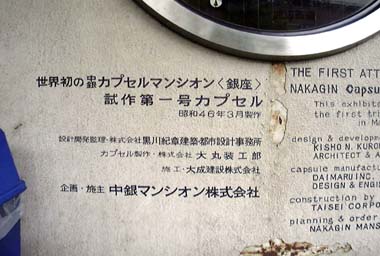 世界初の中銀カプセルマンシオン〈銀座〉
試作第一号カプセル
昭和46年3月製作
設計開発監理・株式会社 黒川紀章建築・都市設計事務所
カプセル製作・株式会社 大丸装工部
施工・大成建設株式会社
企画・施主 中銀マンシオン株式会社
THE FIRST ATT
NAKAGIN Capsu
This exhibi
the first tri
in Ma
design & developm
KISHO N. KURO
ARCHITECT & A
capsule manufactu
DAIMARU INC.
DESIGN & ENGI
construction by
TAISEI CORPO
planning & order
NAKAGIN MANS